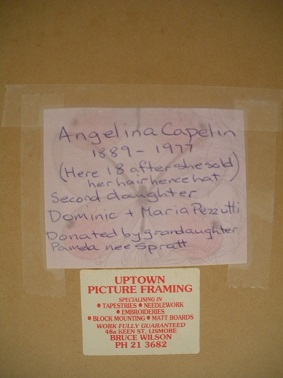 Angelina Capelin
1889 - 1977
(Here 18 after she sold)
her hair hence hat
Second daughter
Dominic + Maria Pezzutti
Donated by grandaughter
Pamela nee Spratt
UPTOWN
PICTURE FRAMING
SPECIALISING IN
• TAPESTRIES • NEEDLEWORK
• EMBROIDERIES
• BLOCK MOUNTING • MATT BOARDS
WORK FULLY GUARANTEED
48a KEEN ST. LISMORE
BRUCE WILSON
PH 21 3682